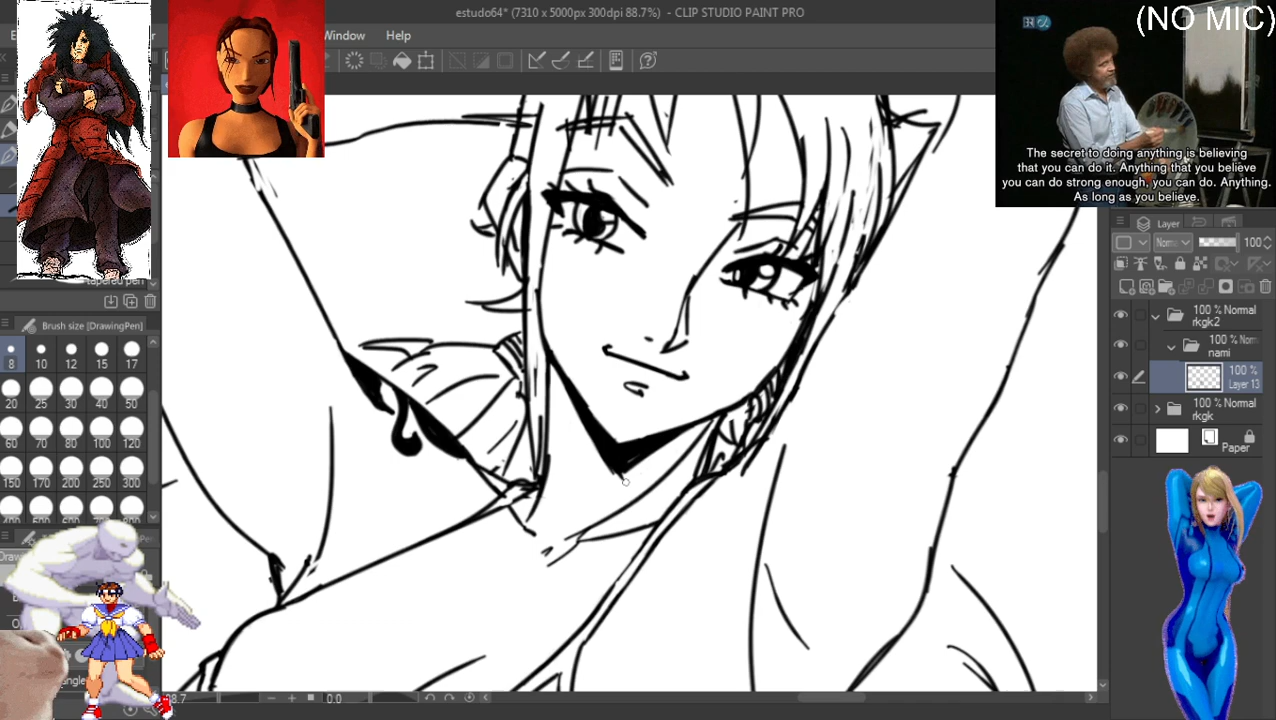 estudo64* (7310 x 5000px 300dpi 88.7%) - CLIP STUDIO PAINT PRO
(NO MIC)
Window Help
The secret to doing anything is believing
that you can do it. Anything that you believe
you can do strong enough, you can do. Anything.
As long as you believe.
Layer
100
100 % Normal
rkgk2
100 % Norm
nami
100 %
Layer 13
100 % Normal
rkgk
Paper
tapered pen
Brush size [DrawingPen]
8 10 12 15 17
20 25 30 40 50
60 70 80 100 120
150 170 200 250 300
0.0